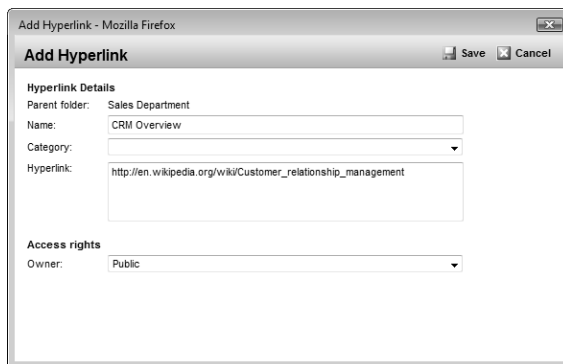 Add Hyperlink - Mozilla Firefox
Add Hyperlink Save Cancel
Hyperlink Details
Parent folder: Sales Department
Name: CRM Overview
Category:
Hyperlink: http://en.wikipedia.org/wiki/Customer_relationship_management
Access rights
Owner: Public